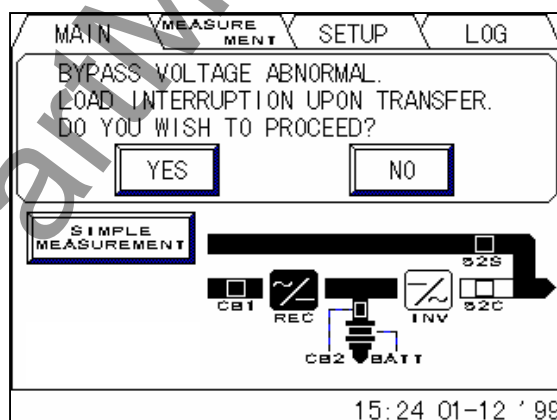 MAIN
MEASURE
MENT
SETUP
LOG
BYPASS VOLTAGE ABNORMAL.
LOAD INTERRUPTION UPON TRANSFER.
DO YOU WISH TO PROCEED?
YES
NO
SIMPLE
MEASUREMENT
52S
CB1
REC
INV
52C
CB2
BATT
15:24 01-12 '99